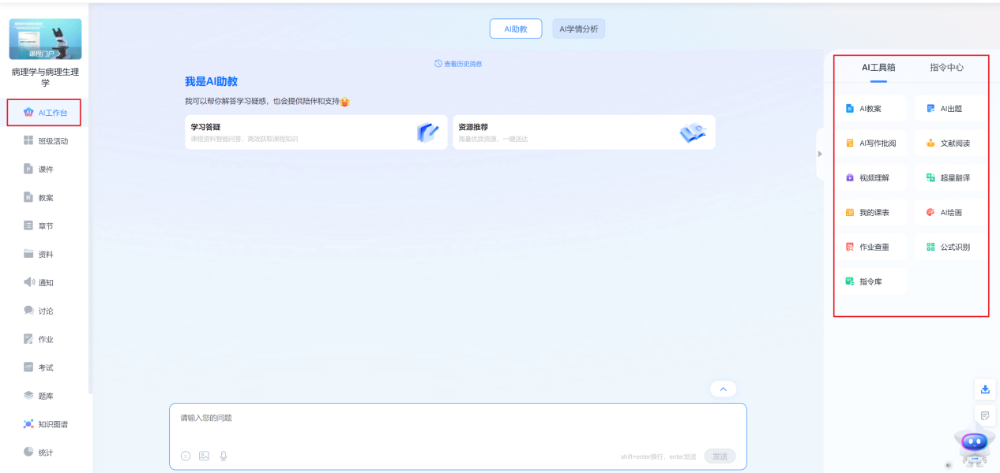 课程门户 >
病理学与病理生理
学
AI工作台
班级活动
课件
教案
章节
资料
通知
讨论
作业
考试
题库
知识图谱
统计
AI助教
AI学情分析
查看历史消息
我是AI助教
我可以帮你解答学习疑惑，也会提供陪伴和支持
学习答疑
课程资料智能问答，高效获取课程知识
资源推荐
海量优质资源，一键送达
请输入您的问题
shift+enter换行，enter发送
发送
AI工具箱
指令中心
AI教案
AI出题
AI写作批阅
文献阅读
视频理解
超星翻译
我的课表
AI绘画
作业查重
公式识别
指令库